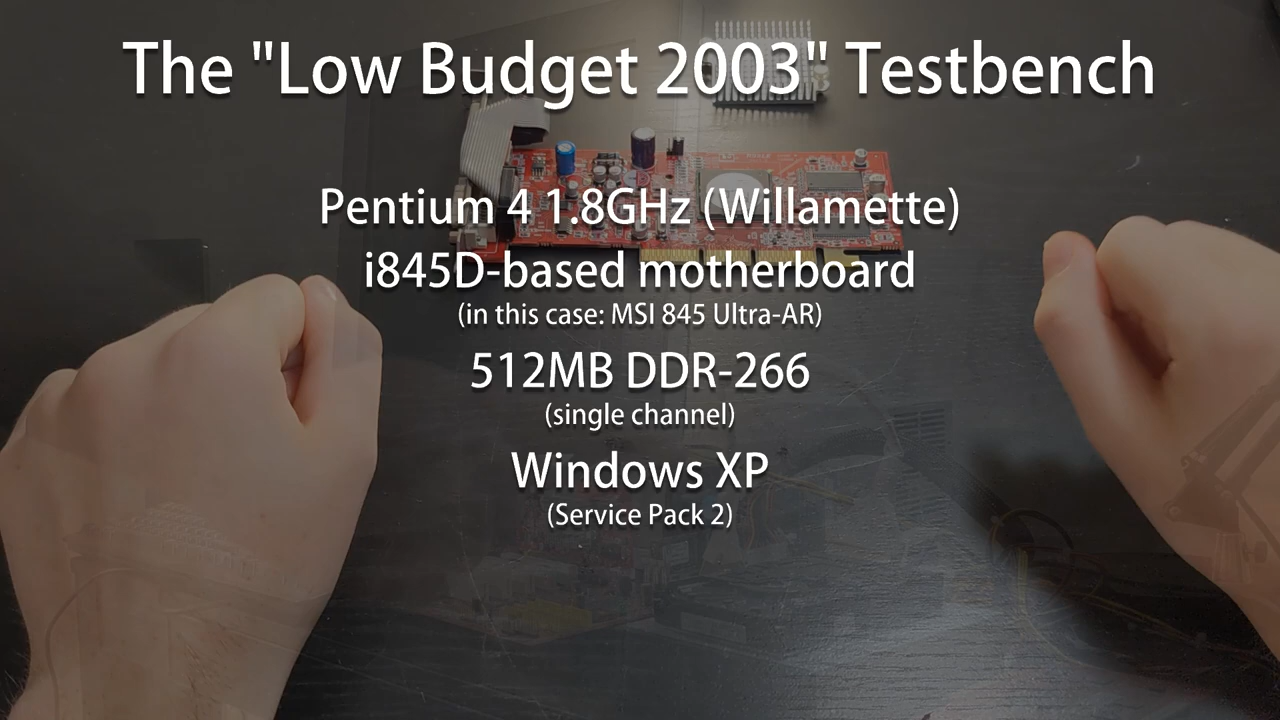 The "Low Budget 2003" Testbench
Pentium 4 1.8GHz (Willamette)
i845D-based motherboard
(in this case: MSI 845 Ultra-AR)
512MB DDR-266
(single channel)
Windows XP
(Service Pack 2)